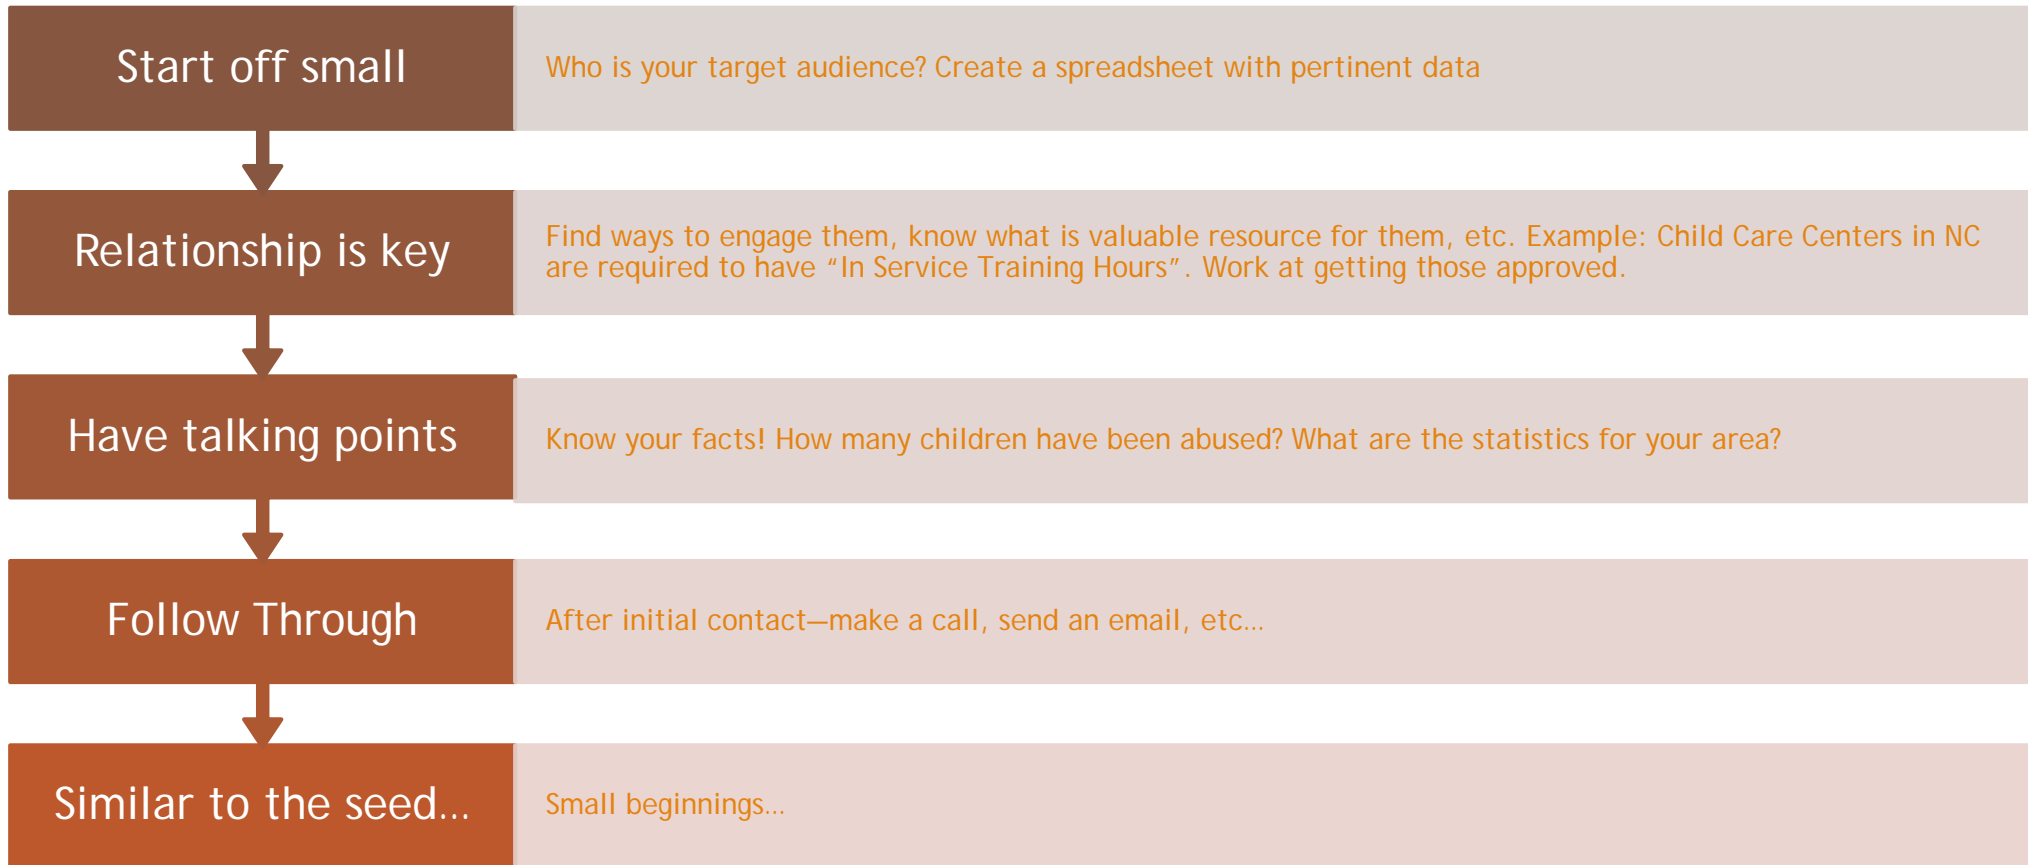 Start off small
Who is your target audience? Create a spreadsheet with pertinent data
Relationship is key
Find ways to engage them, know what is valuable resource for them, etc. Example: Child Care Centers in NC
are required to have “In Service Training Hours”. Work at getting those approved.
Have talking points
Know your facts! How many children have been abused? What are the statistics for your area?
Follow Through
After initial contact—make a call, send an email, etc…
Similar to the seed…
Small beginnings…